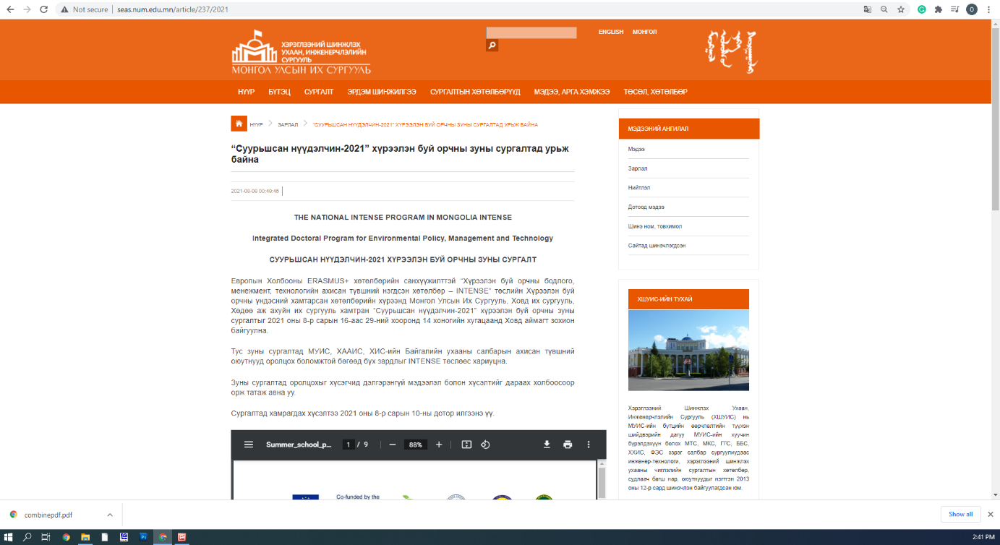 Not secure
seas.num.edu.mn/article/237/2021
O
ХЭРЭГЛЭЭНИЙ ШИНЖЛЭХ
УХААН, ИНЖЕНЕРЧЛЭЛИЙН
СУРГУУЛЬ
МОНГОЛ УЛСЫН ИХ СУРГУУЛЬ
ENGLISH МОНГОЛ
НҮҮР БҮТЭЦ СУРГАЛТ ЭРДЭМ ШИНЖИЛГЭЭ СУРГАЛТЫН ХӨТӨЛБӨРҮҮД МЭДЭЭ, АРГА ХЭМЖЭЭ ТӨСӨЛ, ХӨТӨЛБӨР
НҮҮР ЗАРЛАЛ "СУУРЬШСАН НҮҮДЭЛЧИН-2021" ХҮРЭЭЛЭН БУЙ ОРЧНЫ ЗУНЫ СУРГАЛТАД УРЬЖ БАЙНА
“Суурьшсан нүүдэлчин-2021” хүрээлэн буй орчны зуны сургалтад урьж
байна
THE NATIONAL INTENSE PROGRAM IN MONGOLIA INTENSE
Integrated Doctoral Program for Environmental Policy, Management and Technology
СУУРЬШСАН НҮҮДЭЛЧИН-2021 ХҮРЭЭЛЭН БУЙ ОРЧНЫ ЗУНЫ СУРГАЛТ
Европын Холбооны ERASMUS+ хөтөлбөрийн санхүүжилттэй “Хүрээлэн буй орчны бодлого,
менежмент, технологийн ахисан түвшний нэгдсэн хөтөлбөр – INTENSE” төслийн Хүрээлэн буй
орчны үндэсний хамтарсан хөтөлбөрийн хүрээнд Монгол Улсын Их Сургууль, Ховд их сургууль,
Хөдөө аж ахуйн их сургууль хамтран “Суурьшсан нүүдэлчин-2021” хүрээлэн буй орчны зуны
сургалтыг 2021 оны 8-р сарын 16-аас 29-ний хооронд 14 хоногийн хугацаанд Ховд аймагт зохион
байгуулна.
Тус зуны сургалтад МУИС, ХААИС, ХИС-ийн Байгалийн ухааны салбарын ахисан түвшний
оюутнууд оролцох боломжтой бөгөөд бүх зардлыг INTENSE төслөөс хариуцна.
Зуны сургалтад оролцохыг хүсэгчид дэлгэрэнгүй мэдээлэл болон хүсэлтийг дараах холбоосоор
орж татаж авна уу.
Сургалтад хамрагдах хүсэлтээ 2021 оны 8-р сарын 10-ны дотор илгээнэ үү.
Summer_school_p... 1 / 9 88%
Co-funded by the
МЭДЭЭНИЙ АНГИЛАЛ
Мэдээ
Зарлал
Нийтлэл
Дотоод мэдээ
Шинэ ном, товхимол
Сайтад шинэчлэгдсэн
ХШУИС-ИЙН ТУХАЙ
Хэрэглээний Шинжлэх Ухаан,
Инженерчлэлийн Сургууль (ХШУИС) нь
МУИС-ийн бүтцийн өөрчлөлтийн түүхэн
шийдвэрийн дагуу МУИС-ийн хуучин
бүрэлдэхүүн болох МТС, МКС, ГГС, ББС,
ХХИС, ФЭС зэрэг салбар сургуулиудаас
инженер-технологи, хэрэглээний шинжлэх
ухааны чиглэлийн сургалтын хөтөлбөр,
судлаач багш нар, оюутнуудыг нэгтгэн 2013
оны 12-р сард шинэчлэн байгуулагдсан юм.
combinepdf.pdf
Show all
2:41 PM